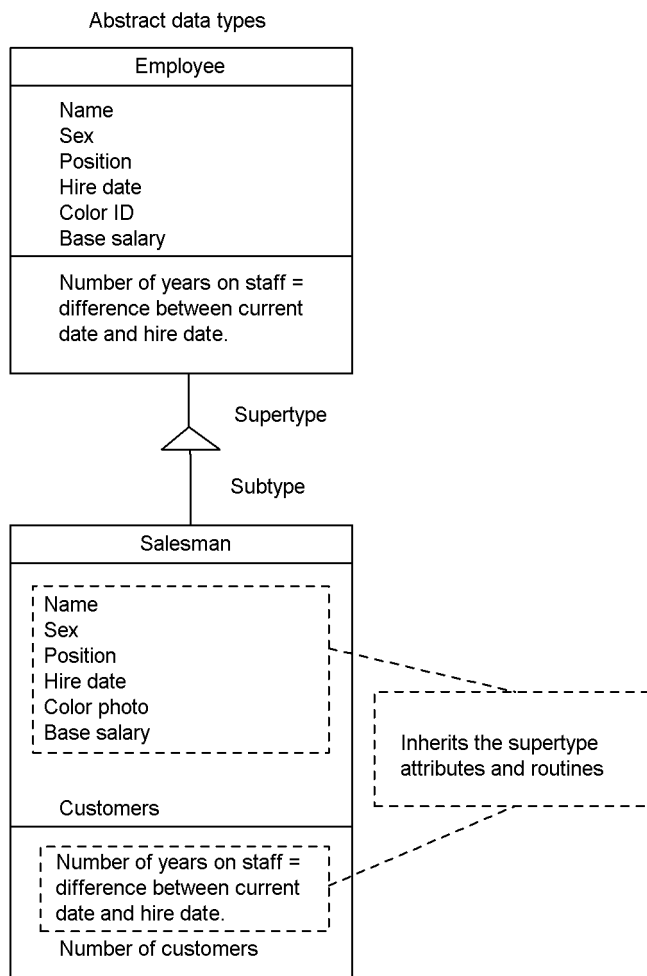 Abstract data types
Employee
Name
Sex
Position
Hire date
Color ID
Base salary
Number of years on staff =
difference between current
date and hire date.
Supertype
Subtype
Salesman
Name
Sex
Position
Hire date
Color photo
Base salary
Inherits the supertype
attributes and routines
Customers
Number of years on staff =
difference between current
date and hire date.
Number of customers